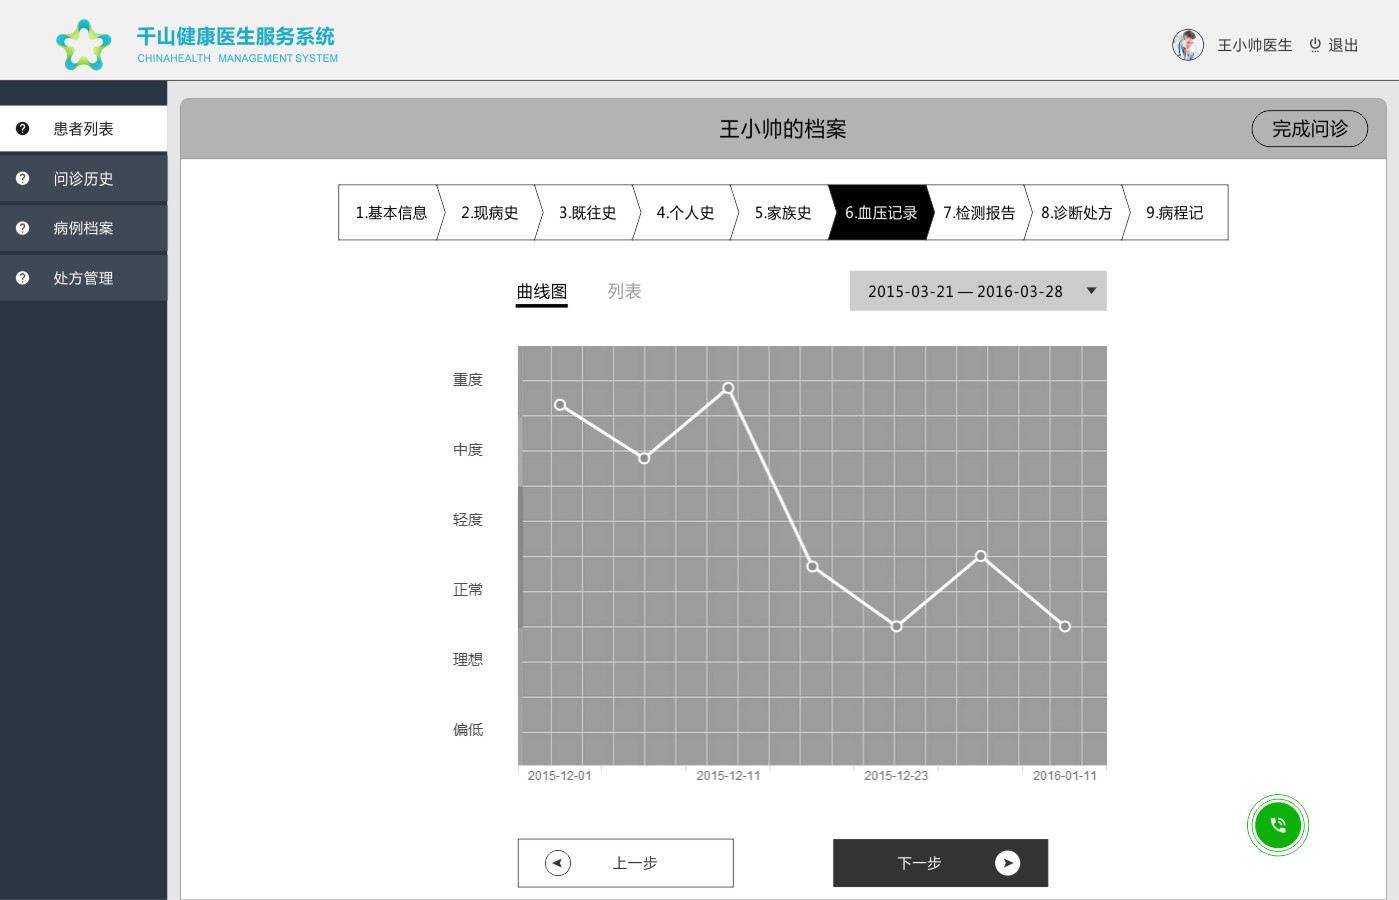 千山健康医生服务系统
CHINAHEALTH MANAGEMENT SYSTEM
王小帅医生
退出
患者列表
问诊历史
病例档案
处方管理
王小帅的档案
完成问诊
1.基本信息
2.现病史
3.既往史
4.个人史
5.家族史
6.血压记录
7.检测报告
8.诊断处方
9.病程记
曲线图
列表
2015-03-21 — 2016-03-28
重度
中度
轻度
正常
理想
偏低
2015-12-01
2015-12-11
2015-12-23
2016-01-11
上一步
下一步